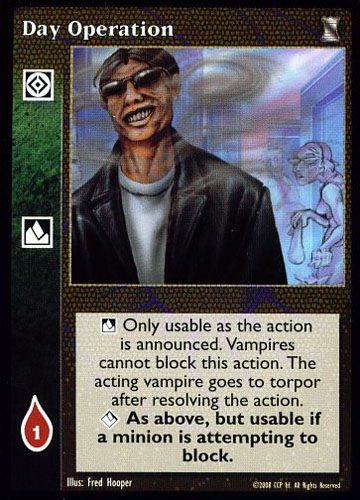 Day Operation
Only usable as the action
is announced. Vampires
cannot block this action. The
acting vampire goes to torpor
after resolving the action.
As above, but usable if
a minion is attempting to
block.
1
Illus: Fred Hooper
©2008 CCP hf. All Rights Reserved